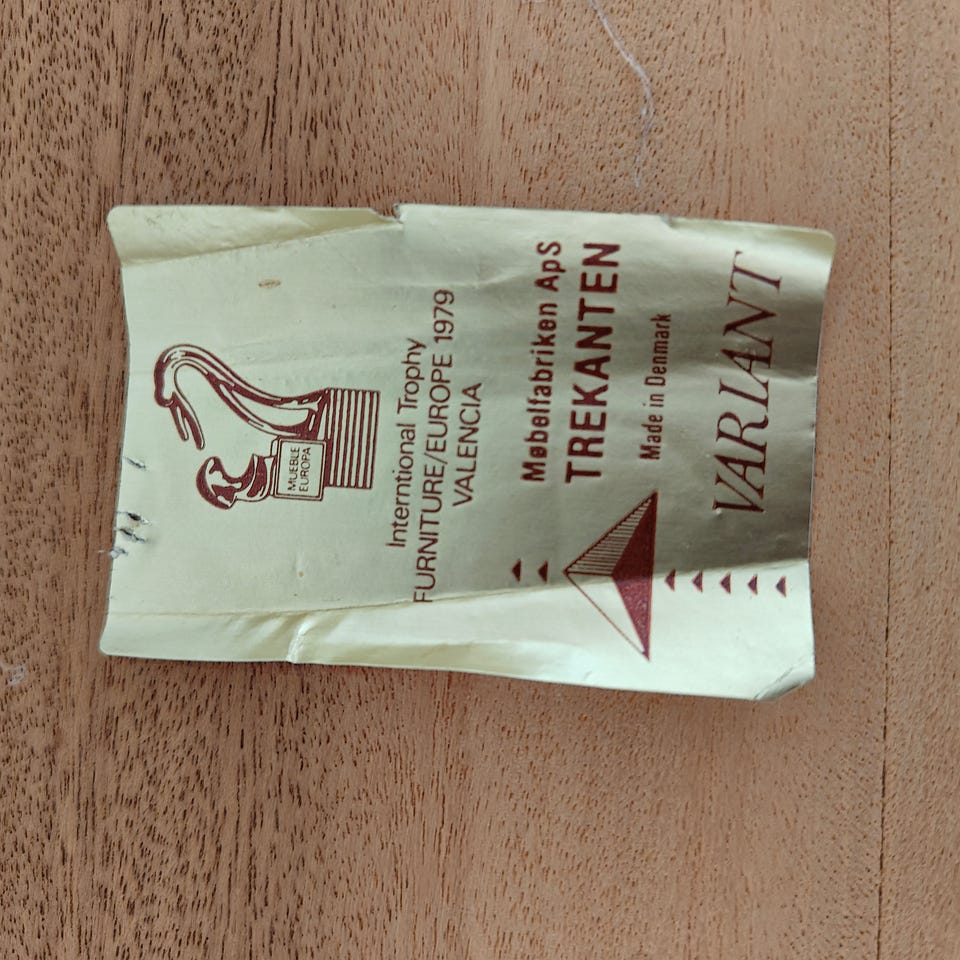 MUEBLE
EUROPA
Interntional Trophy
FURNITURE/EUROPE 1979
VALENCIA
Møbelfabriken ApS
TREKANTEN
Made in Denmark
VARIANT